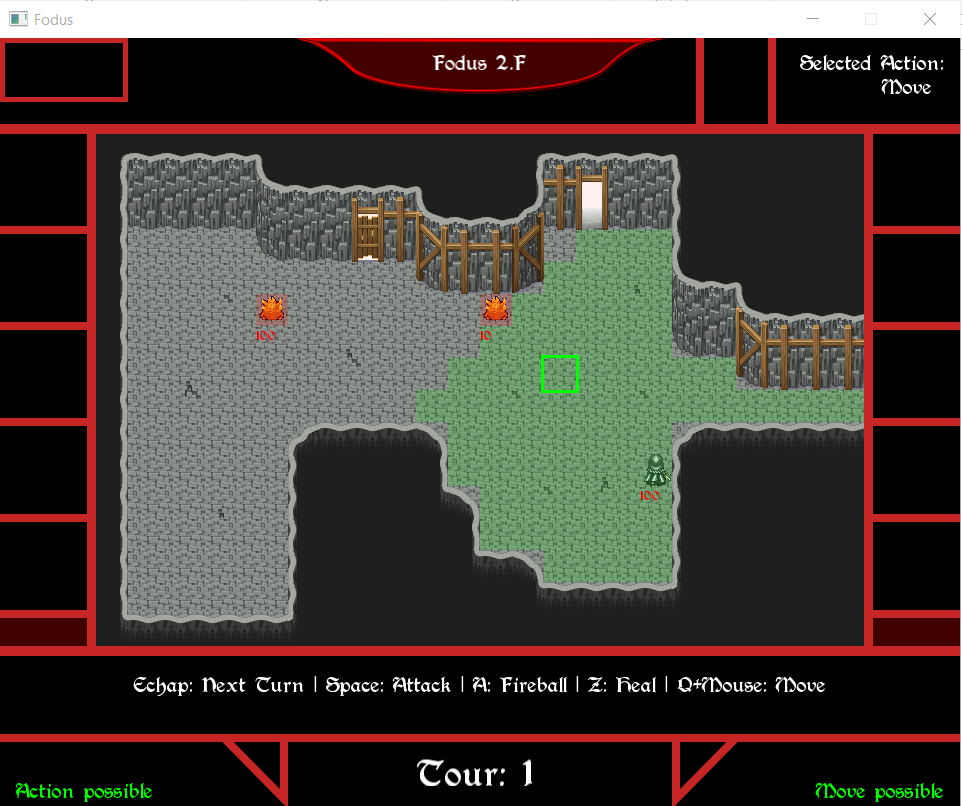 Fodus
Fodus 2.F
Selected Action:
Move
100
10
100
Echap: Next Turn | Space: Attack | A: Fireball | Z: Heal | Q+Mouse: Move
Tour: 1
Action possible
Move possible